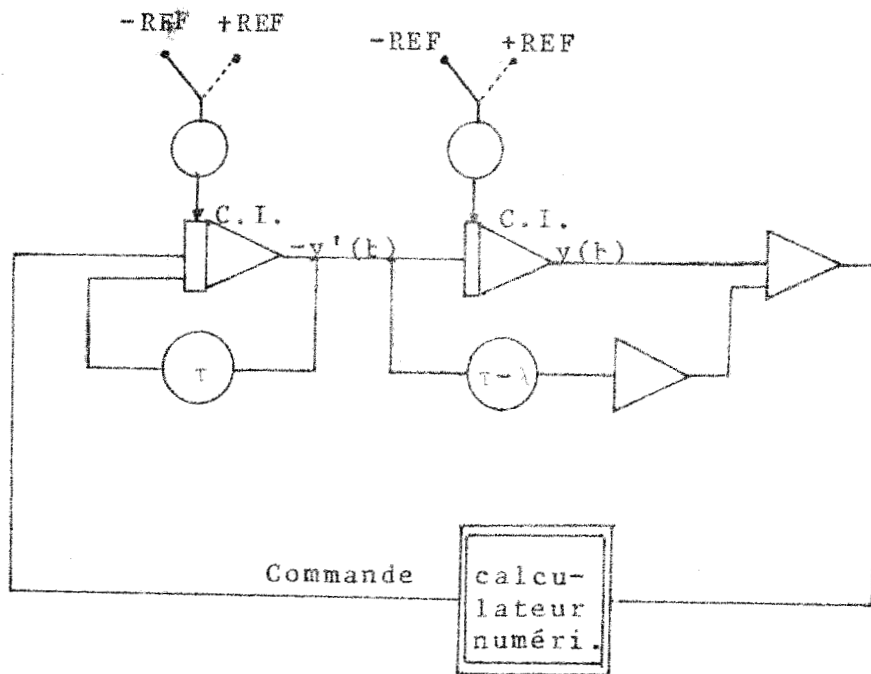 -REF +REF
-REF +REF
C.I.
C.I.
-y'(t)
y(t)
τ
τ-λ
Commande
calcu-
lateur
numéri.